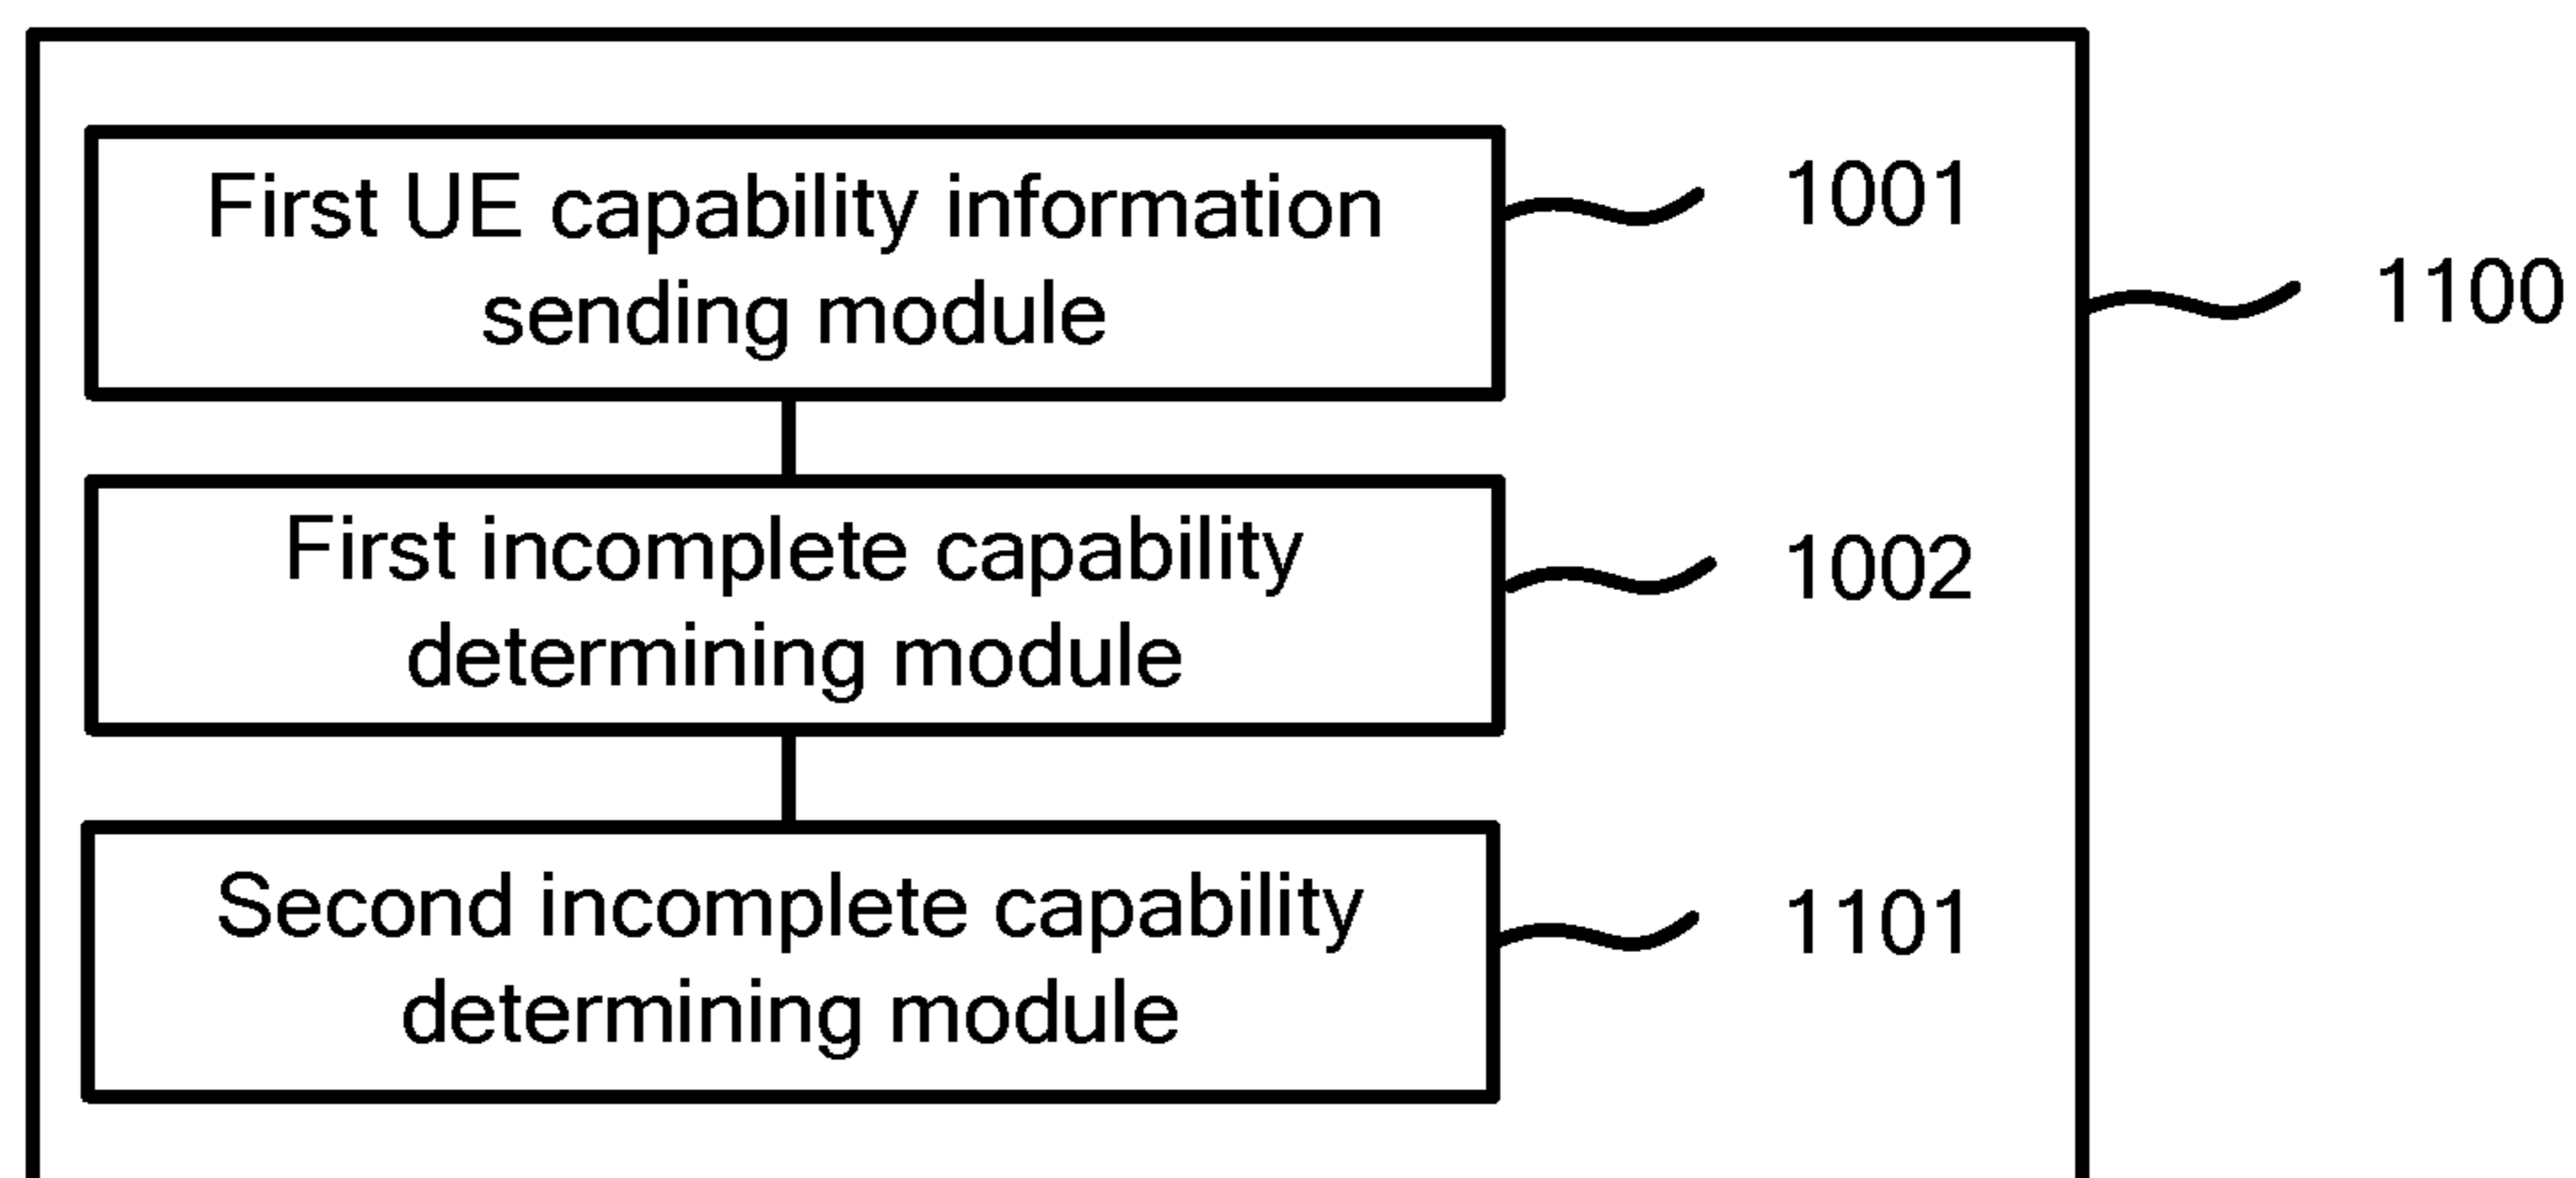 First UE capability information
sending module
1001
1100
First incomplete capability
determining module
1002
Second incomplete capability
determining module
1101